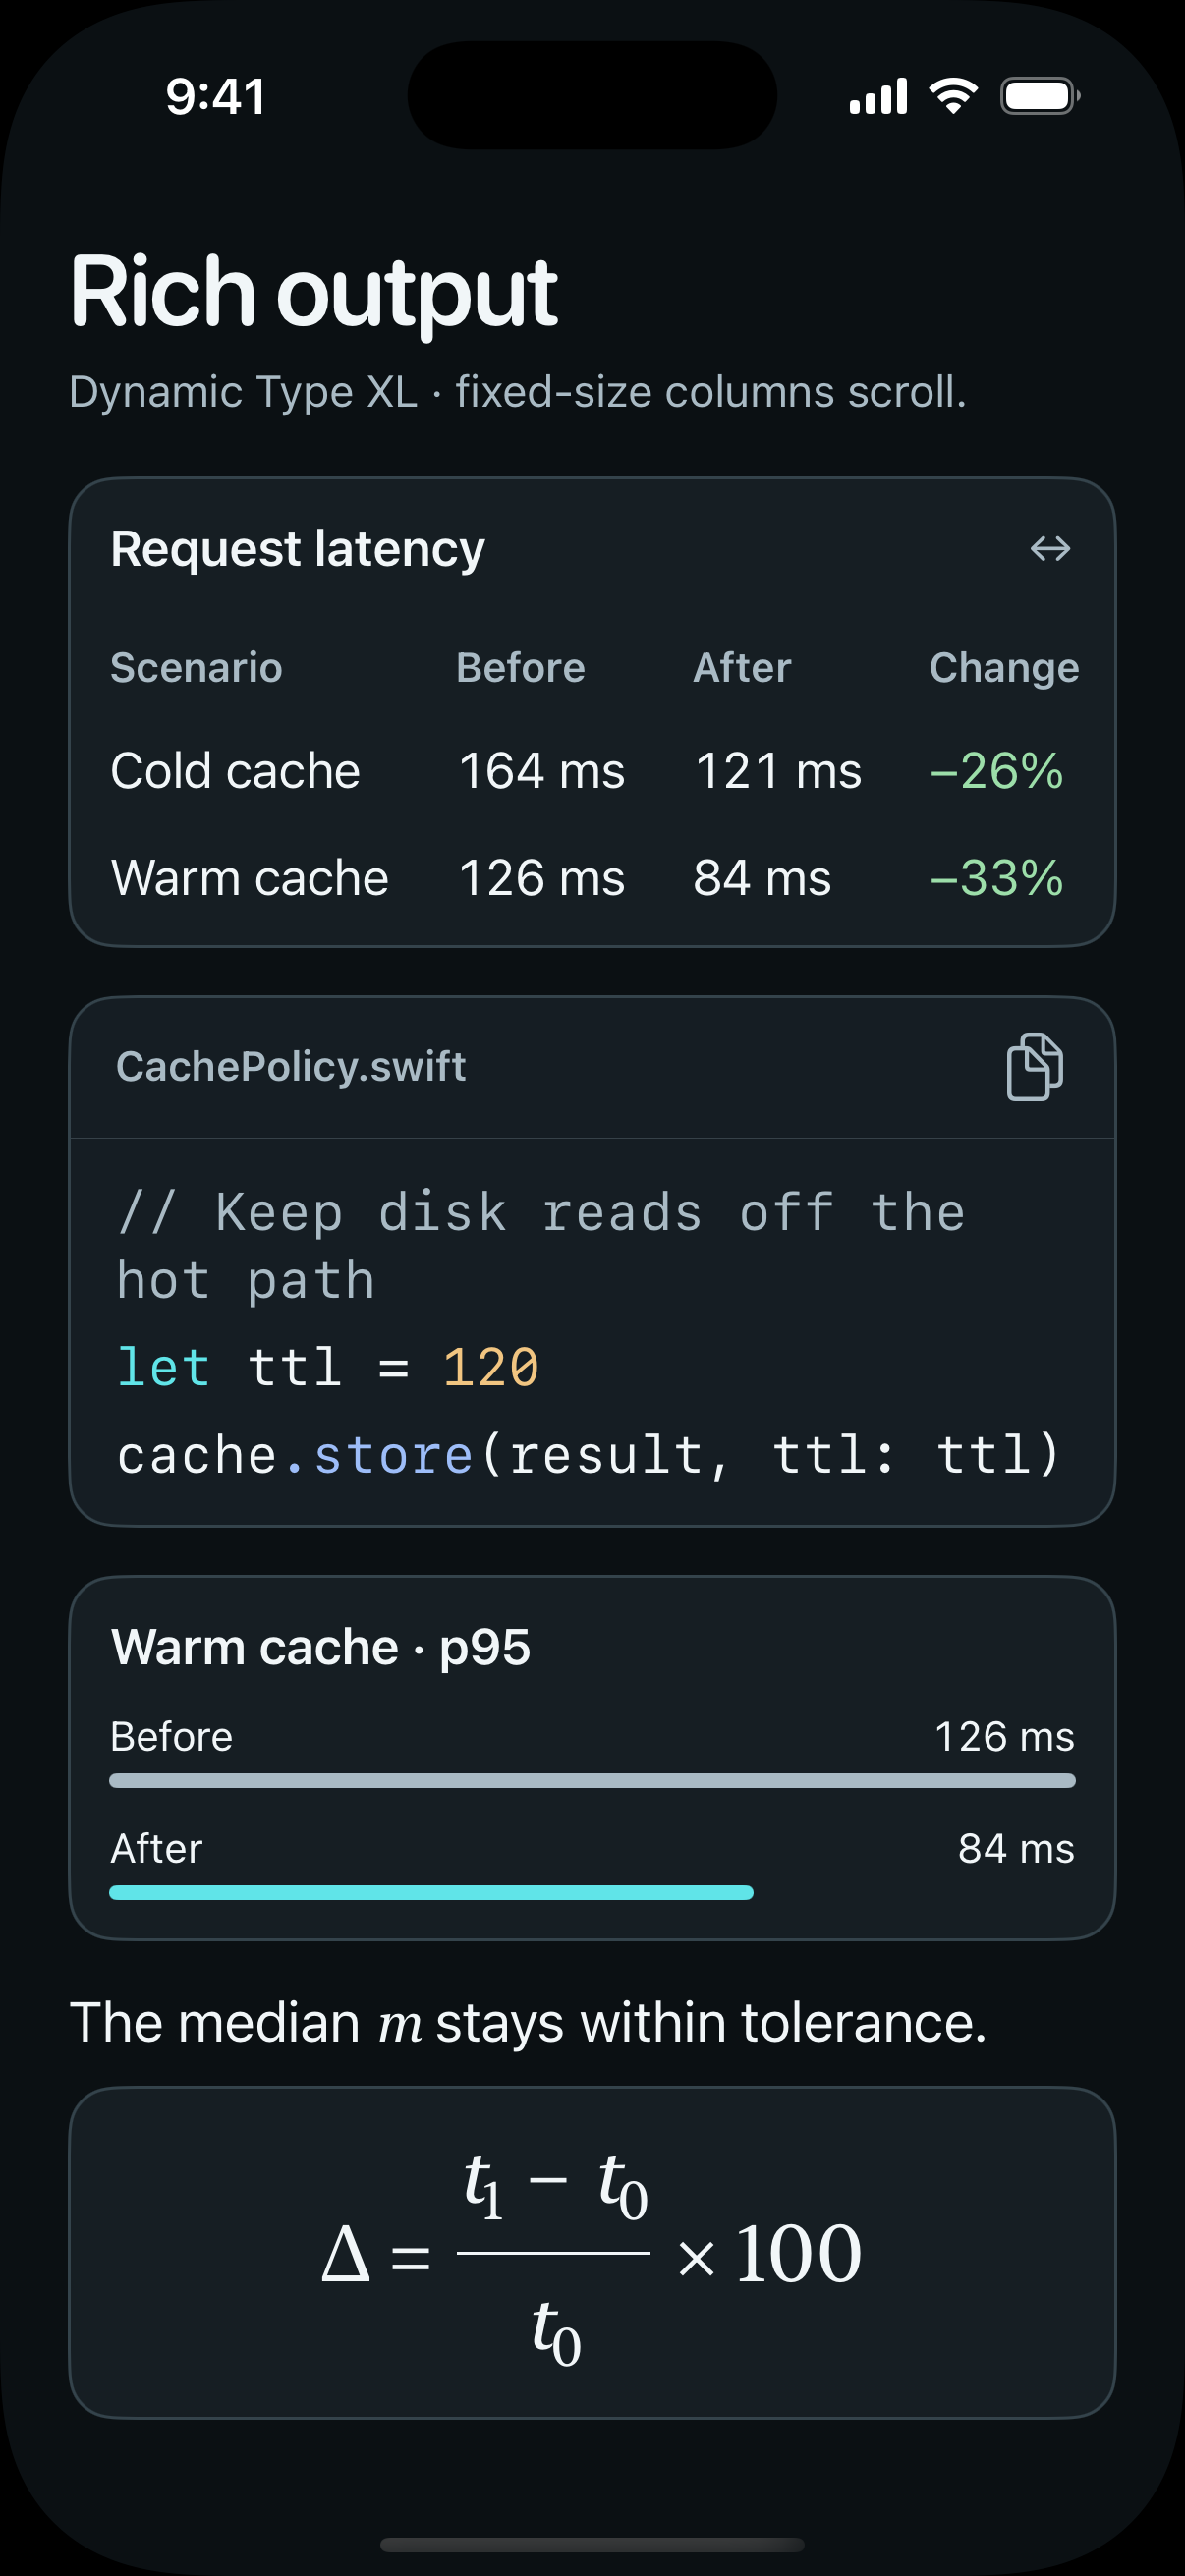 9:41
Rich output
Dynamic Type XL · fixed-size columns scroll.
Request latency
Scenario Before After Change
Cold cache 164 ms 121 ms −26%
Warm cache 126 ms 84 ms −33%
CachePolicy.swift
// Keep disk reads off the
hot path
let ttl = 120
cache.store(result, ttl: ttl)
Warm cache · p95
Before 126 ms
After 84 ms
The median m stays within tolerance.
t₁ − t₀
Δ = × 100
t₀